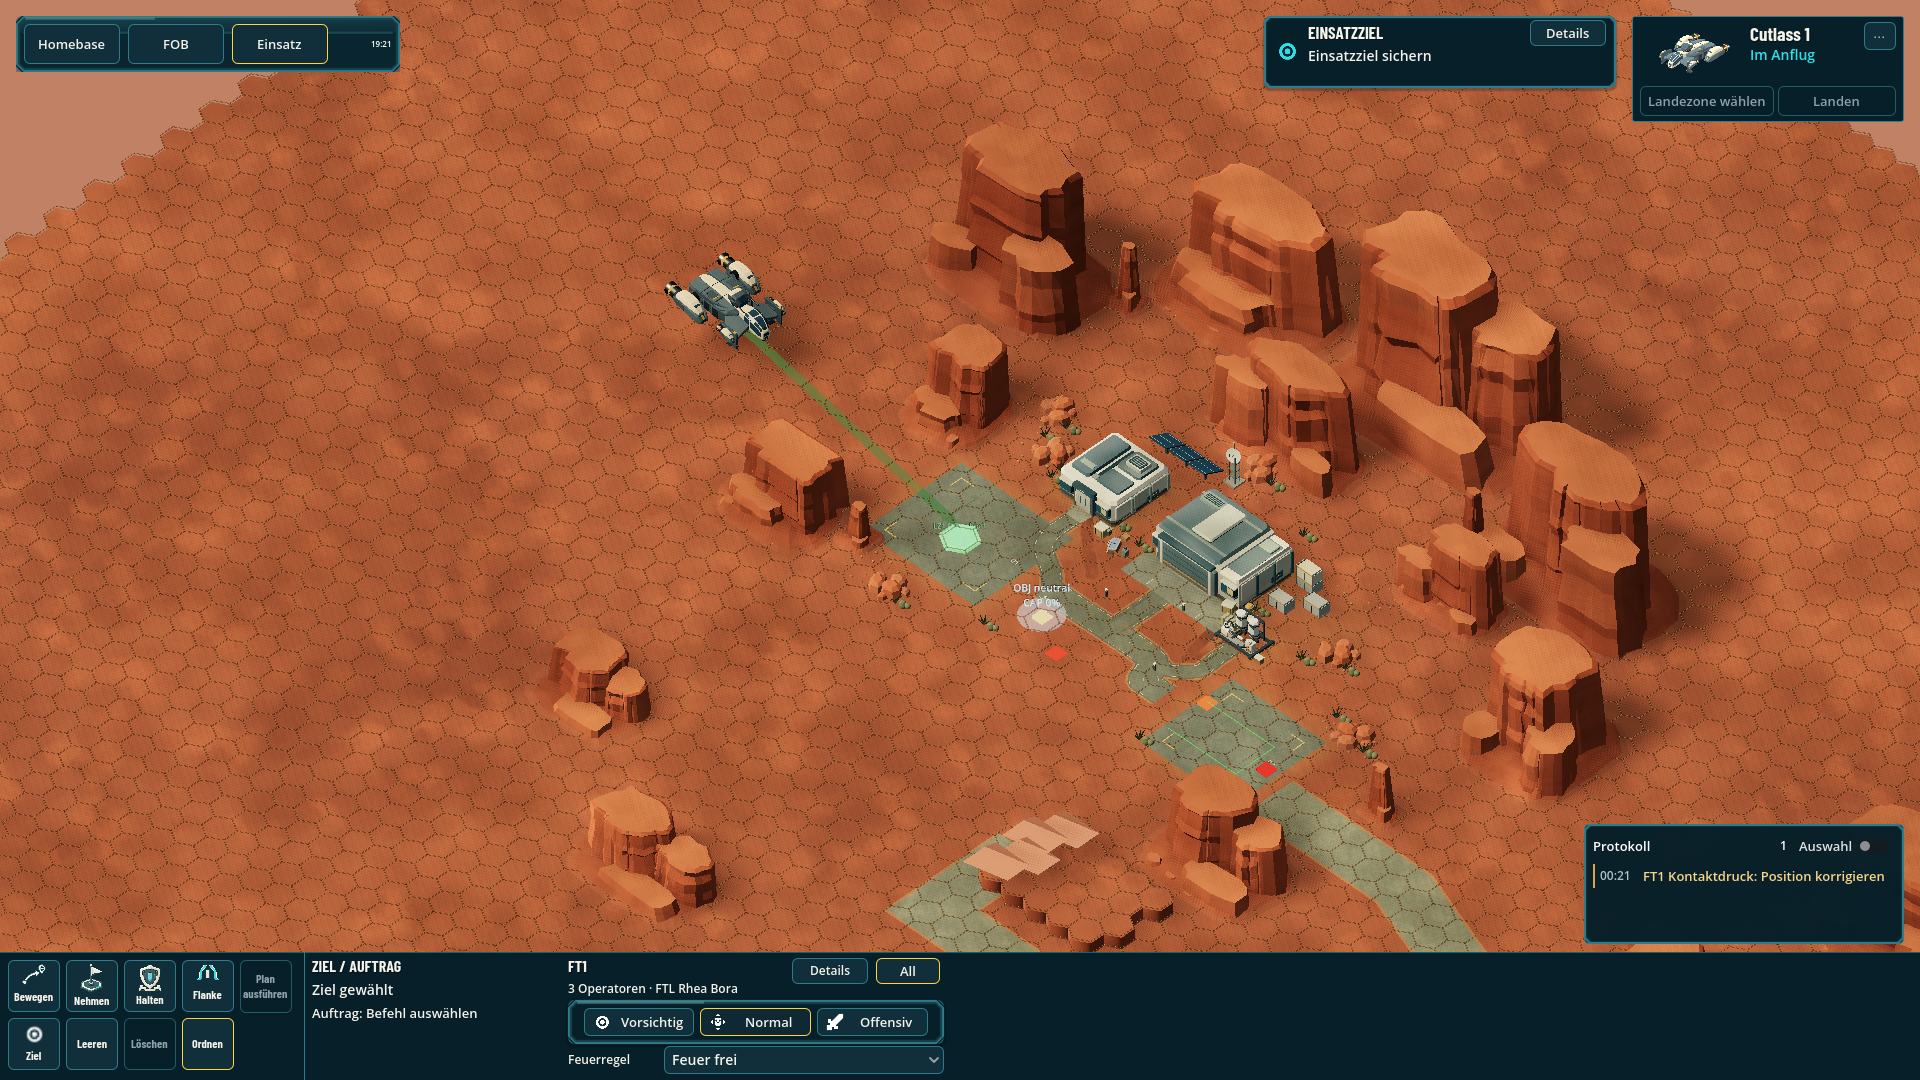 Homebase
FOB
Einsatz
19:21
EINSATZZIEL
Details
Einsatzziel sichern
Cutlass 1
Im Anflug
...
Landezone wählen
Landen
OBJ neutral
CAP 0%
Protokoll
1
Auswahl
00:21
FT1 Kontaktdruck: Position korrigieren
Bewegen
Nehmen
Halten
Flanke
Plan
ausführen
Ziel
Leeren
Löschen
Ordnen
ZIEL / AUFTRAG
Ziel gewählt
Auftrag: Befehl auswählen
FT1
Details
All
3 Operatoren · FTL Rhea Bora
Vorsichtig
Normal
Offensiv
Feuerregel
Feuer frei